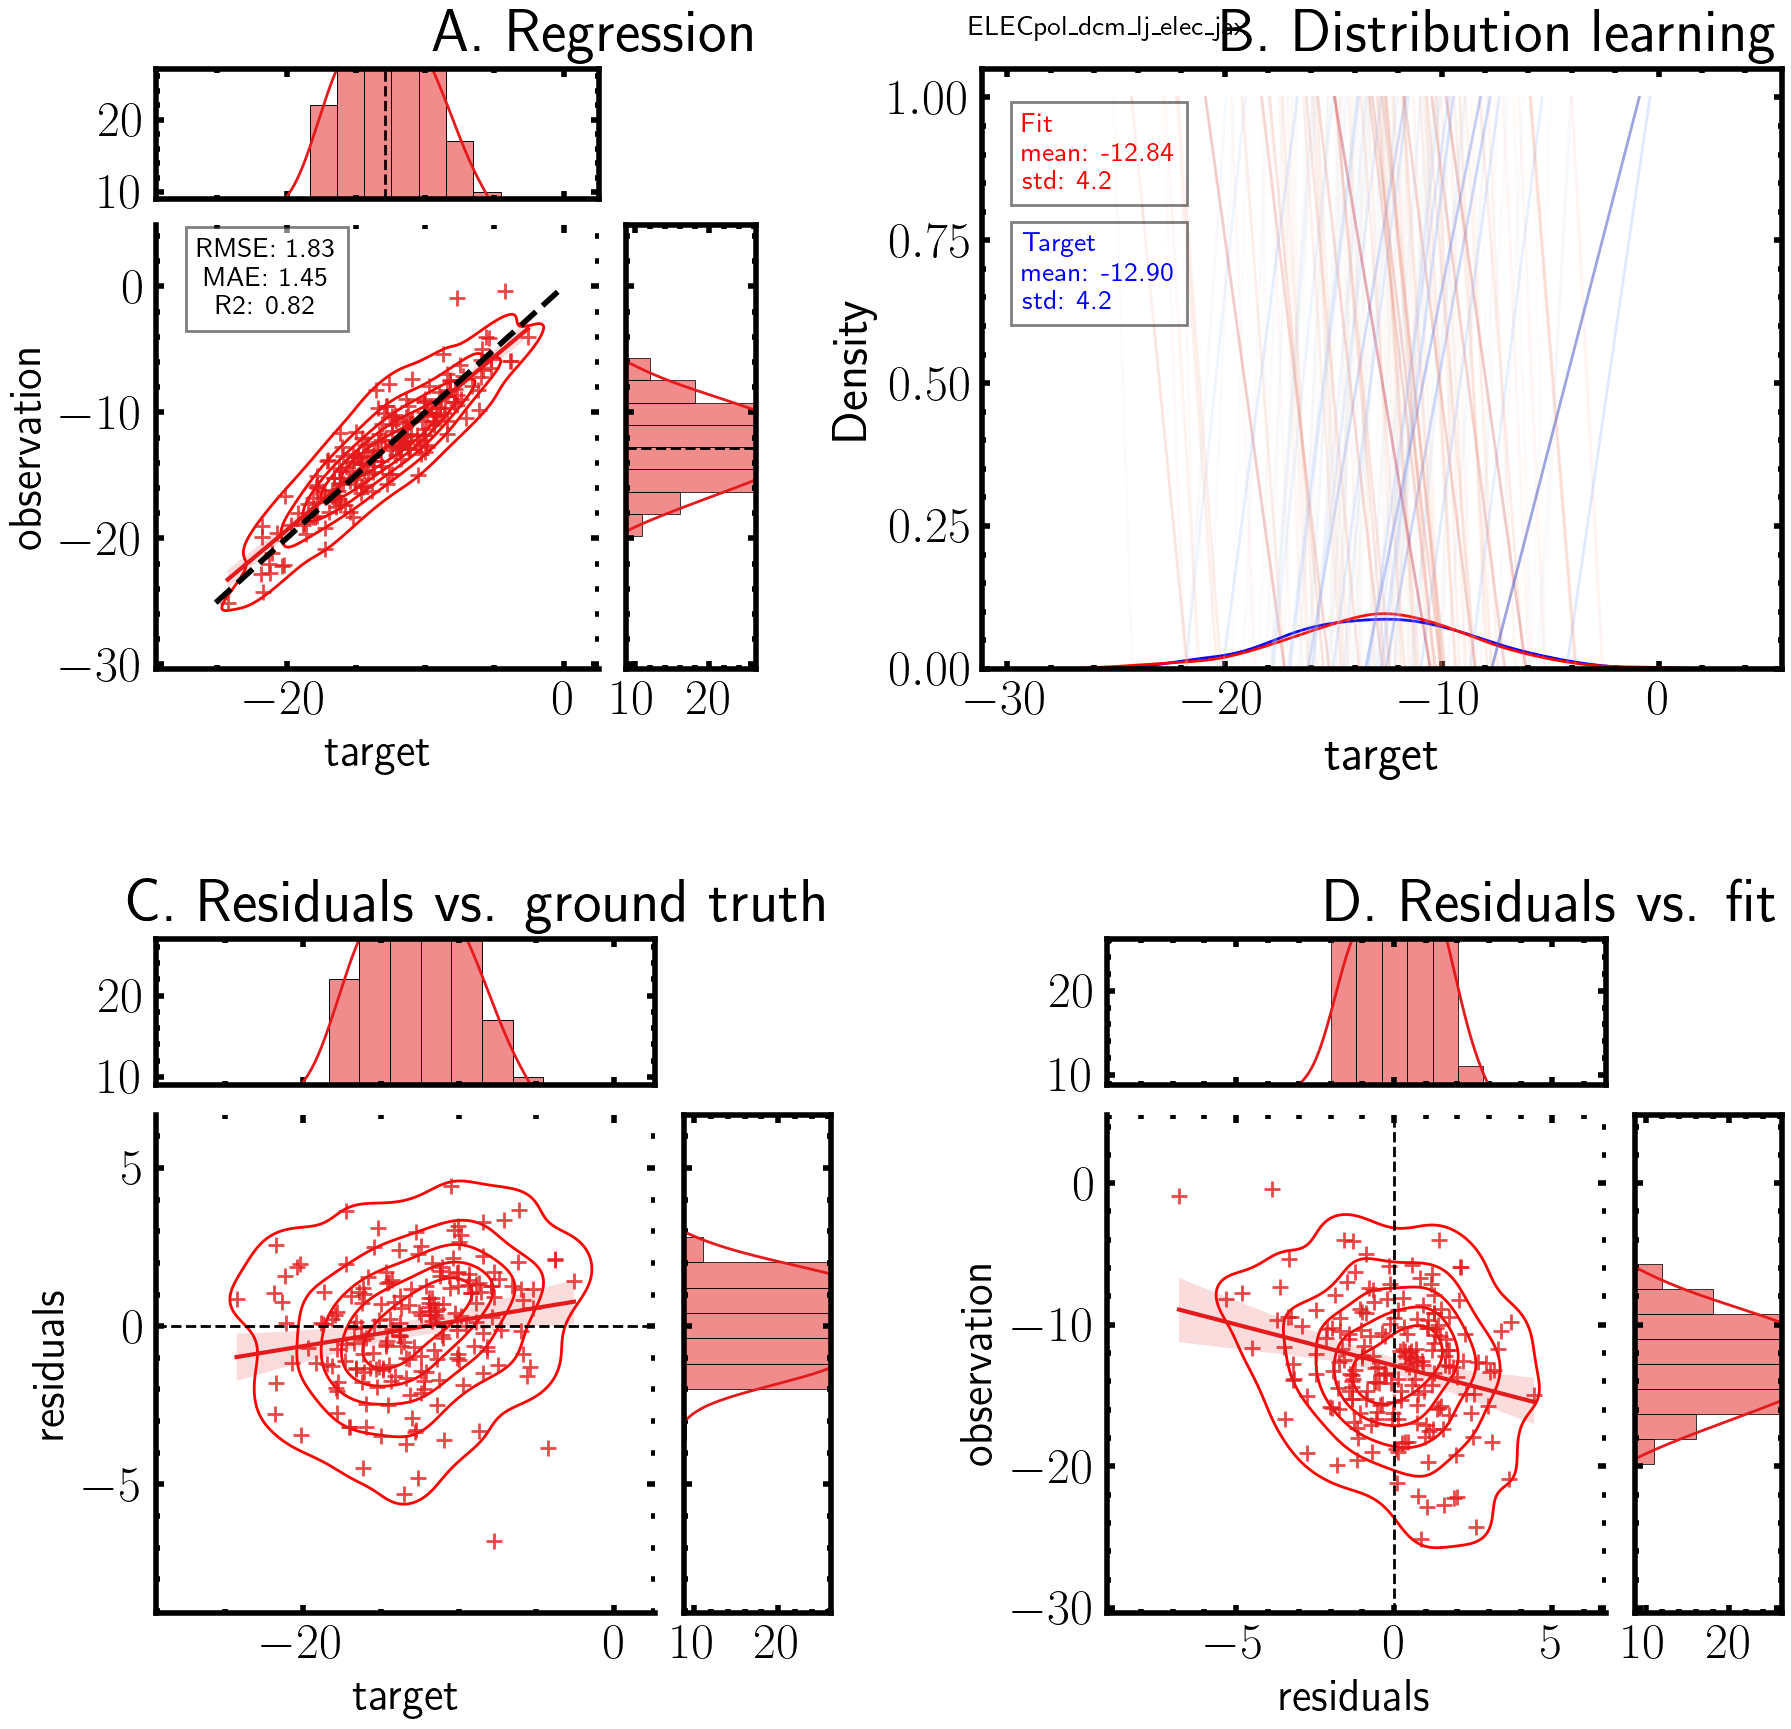 A. Regression
20
10
RMSE: 1.83
MAE: 1.45
R2: 0.82
observation
0
−10
−20
−30
−20
0
10
20
target
ELECpol_dcm_lj_elec_jax
B. Distribution learning
Fit
mean: -12.84
std: 4.2
Target
mean: -12.90
std: 4.2
Density
1.00
0.75
0.50
0.25
0.00
−30
−20
−10
0
target
C. Residuals vs. ground truth
20
10
residuals
5
0
−5
−20
0
10
20
target
D. Residuals vs. fit
20
10
observation
0
−10
−20
−30
−5
0
5
10
20
residuals